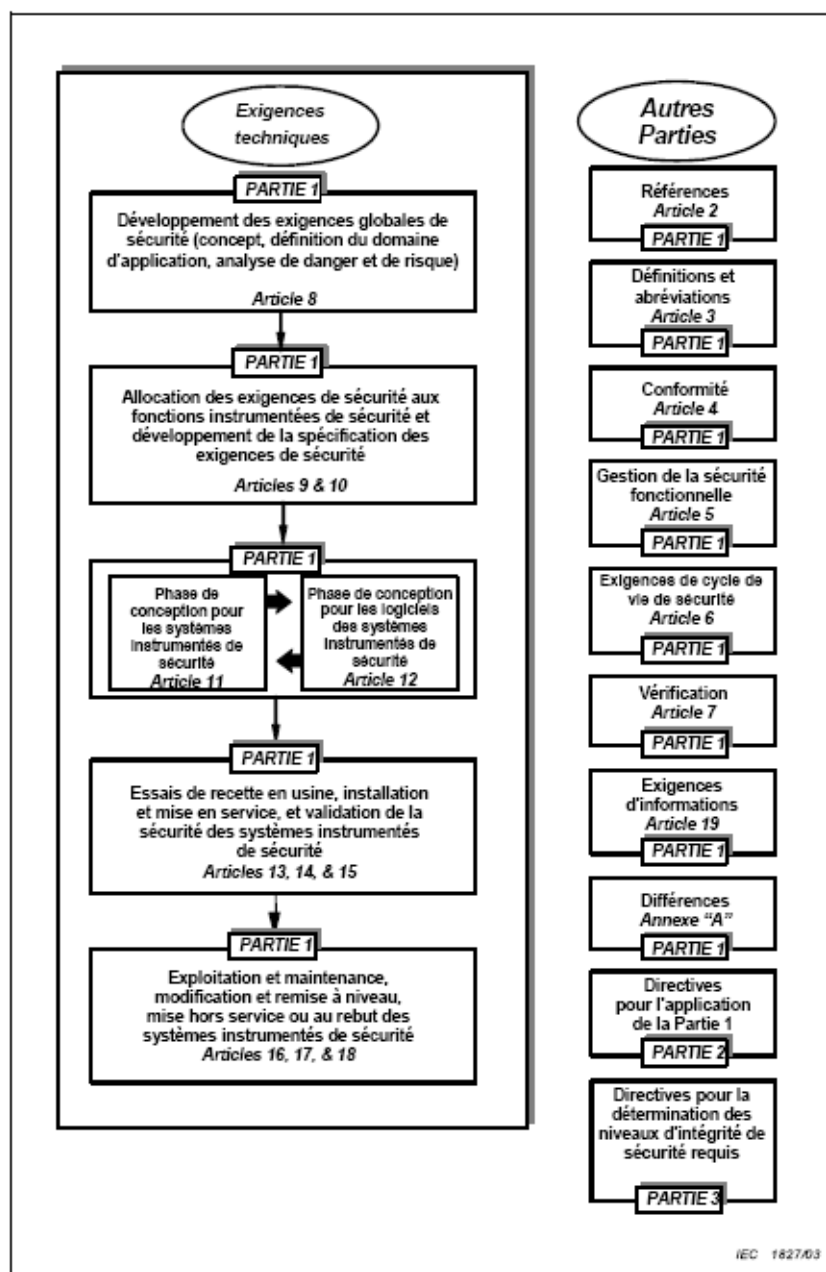 Exigences
techniques
PARTIE 1
Développement des exigences globales de
sécurité (concept, définition du domaine
d'application, analyse de danger et de risque)
Article 8
PARTIE 1
Allocation des exigences de sécurité aux
fonctions instrumentées de sécurité et
développement de la spécification des
exigences de sécurité
Articles 9 & 10
PARTIE 1
Phase de
conception pour
les systèmes
instrumentés de
sécurité
Article 11
Phase de conception
pour les logiciels
des systèmes
instrumentés de
sécurité
Article 12
PARTIE 1
Essais de recette en usine, installation
et mise en service, et validation de la
sécurité des systèmes instrumentés
de sécurité
Articles 13, 14, & 15
PARTIE 1
Exploitation et maintenance,
modification et remise à niveau,
mise hors service ou au rebut des
systèmes instrumentés de sécurité
Articles 16, 17, & 18
Autres
Parties
Références
Article 2
PARTIE 1
Définitions et
abréviations
Article 3
PARTIE 1
Conformité
Article 4
PARTIE 1
Gestion de la sécurité
fonctionnelle
Article 5
PARTIE 1
Exigences de cycle de
vie de sécurité
Article 6
PARTIE 1
Vérification
Article 7
PARTIE 1
Exigences
d'informations
Article 19
PARTIE 1
Différences
Annexe "A"
PARTIE 1
Directives
pour l'application
de la Partie 1
PARTIE 2
Directives pour la
détermination des
niveaux d'intégrité de
sécurité requis
PARTIE 3
IEC 1827/03